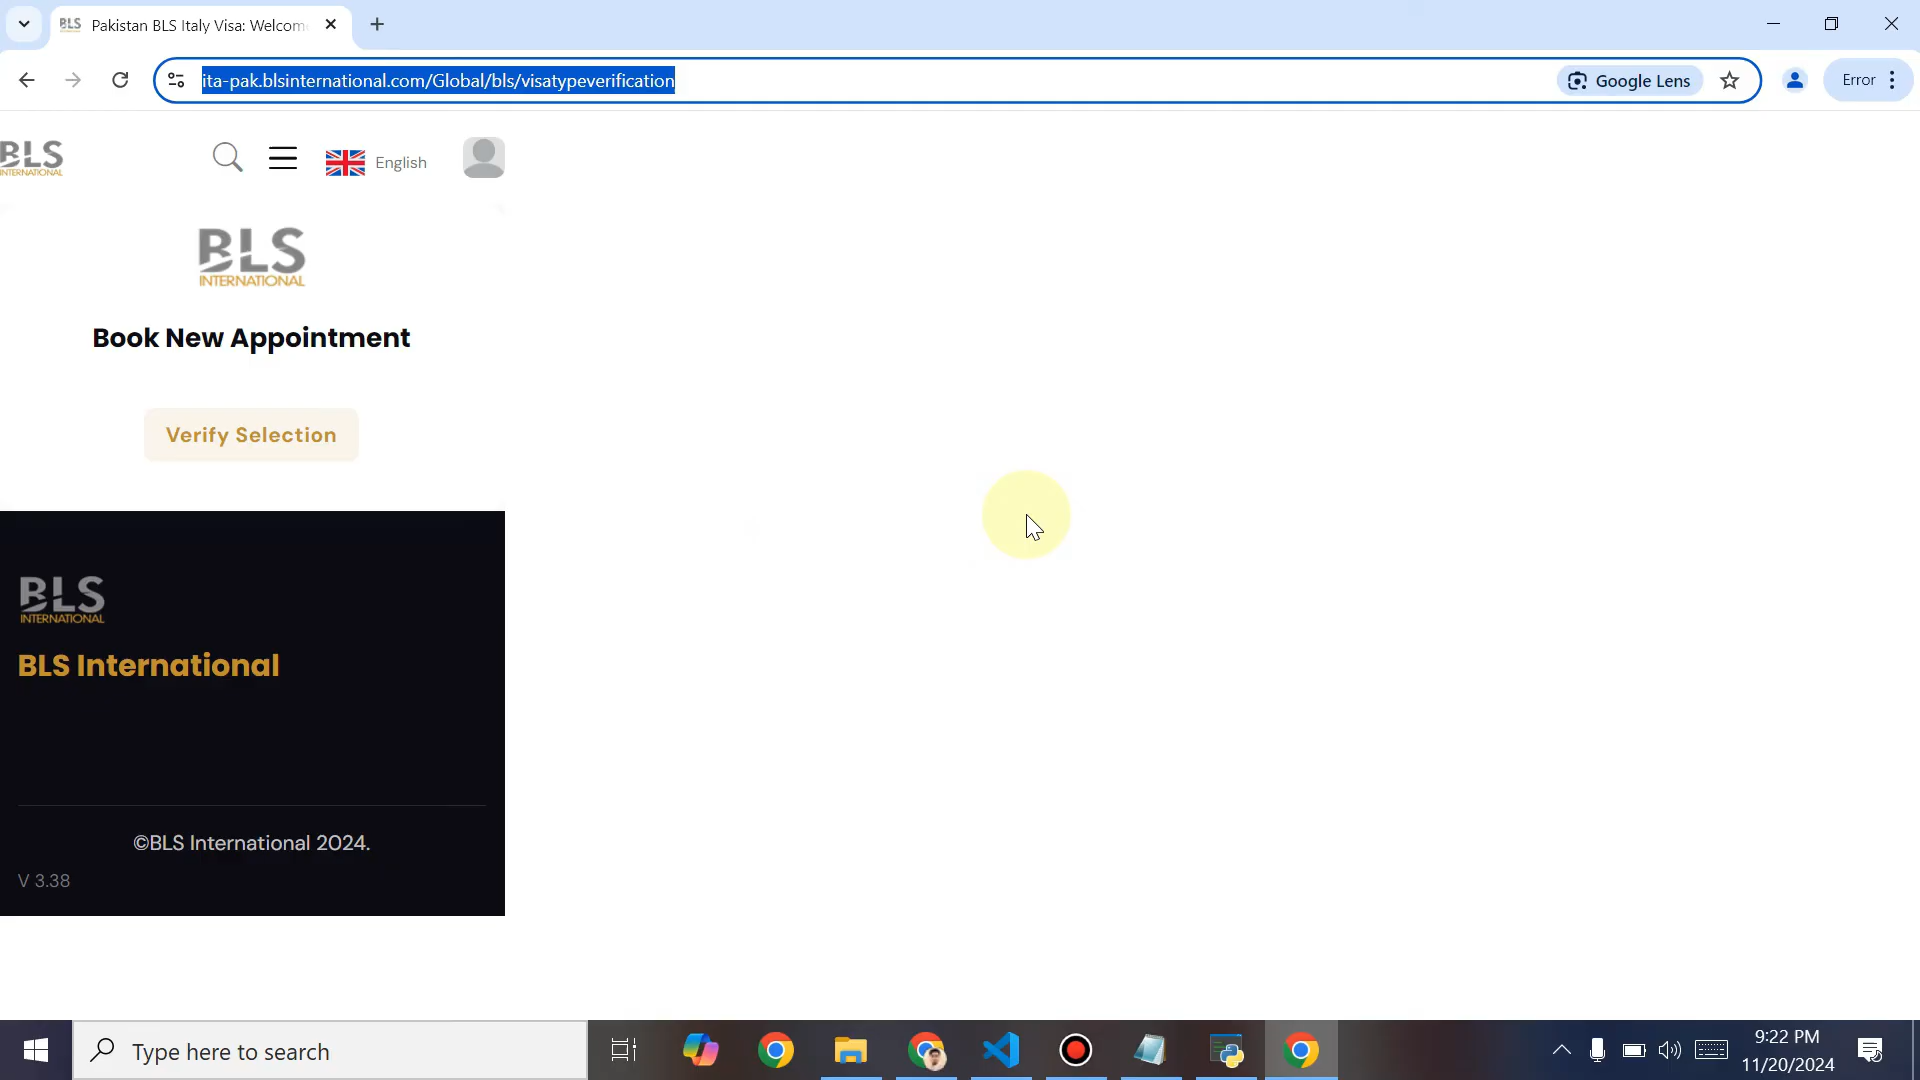 BLS Pakistan BLS Italy Visa: Welcom
ita-pak.blsinternational.com/Global/bls/visatypeverification
Google Lens
Error
BLS
INTERNATIONAL
English
BLS
INTERNATIONAL
Book New Appointment
Verify Selection
BLS
INTERNATIONAL
BLS International
©BLS International 2024.
V 3.38
Type here to search
9:22 PM
11/20/2024